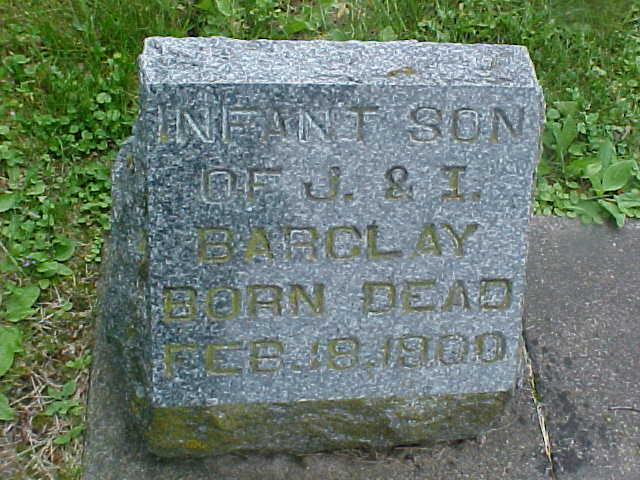 INFANT SON
OF J. & I.
BARCLAY
BORN DEAD
FEB. 18, 1900